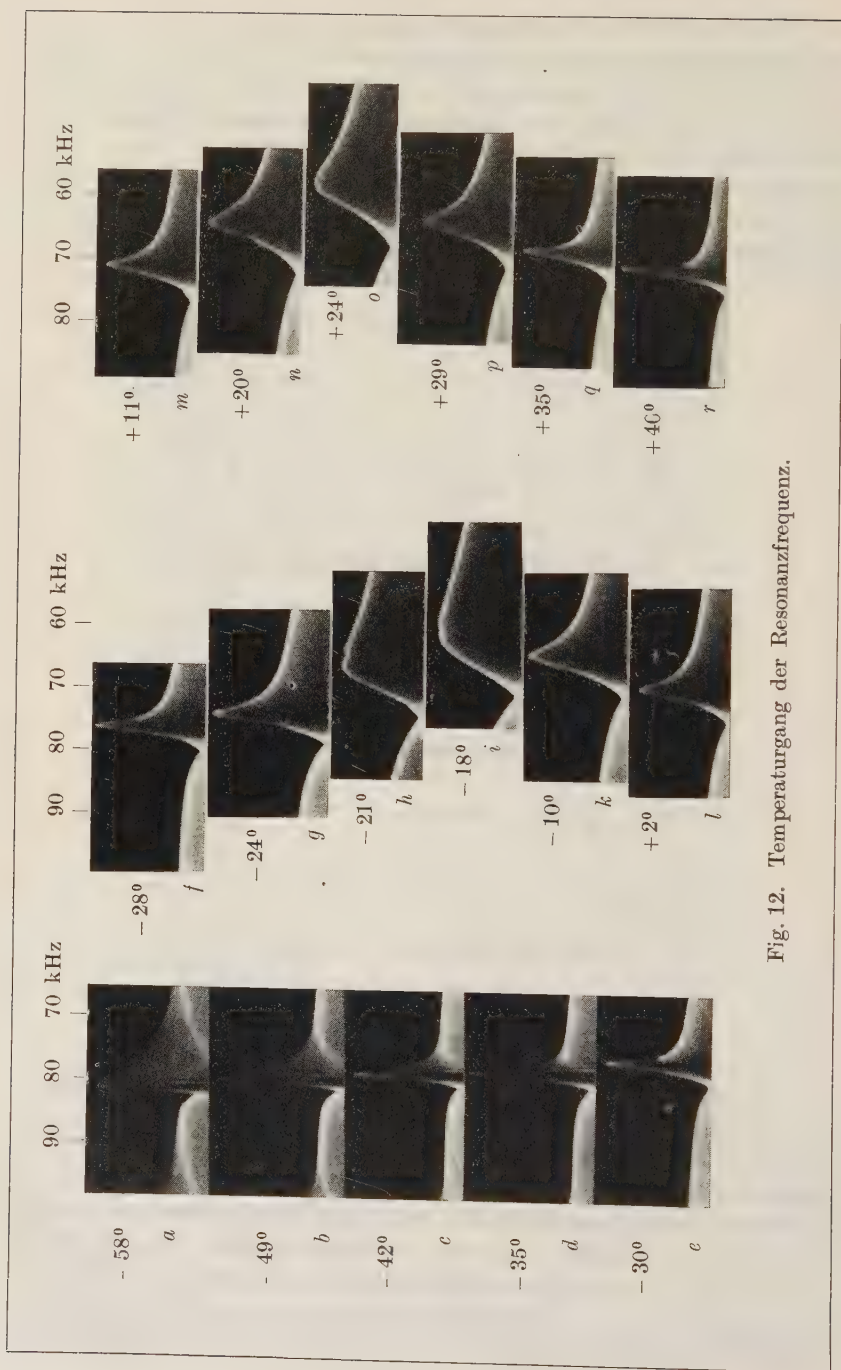 90 80 70 kHz
– 58⁰
a
– 49⁰
b
– 42⁰
c
– 35⁰
d
– 30⁰
e
90 80 70 60 kHz
– 28⁰
f
– 24⁰
g
– 21⁰
h
– 18⁰
i
– 10⁰
k
+ 2⁰
l
80 70 60 kHz
+ 11⁰
m
+ 20⁰
n
+ 24⁰
o
+ 29⁰
p
+ 35⁰
q
+ 40⁰
r
Fig. 12. Temperaturgang der Resonanzfrequenz.